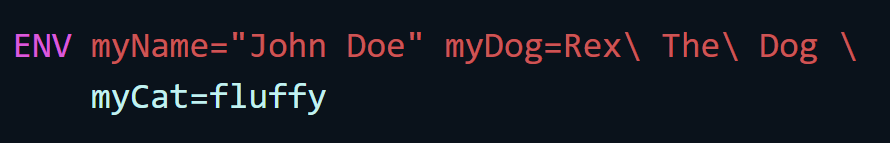 ENV myName="John Doe" myDog=Rex\ The\ Dog \
    myCat=fluffy